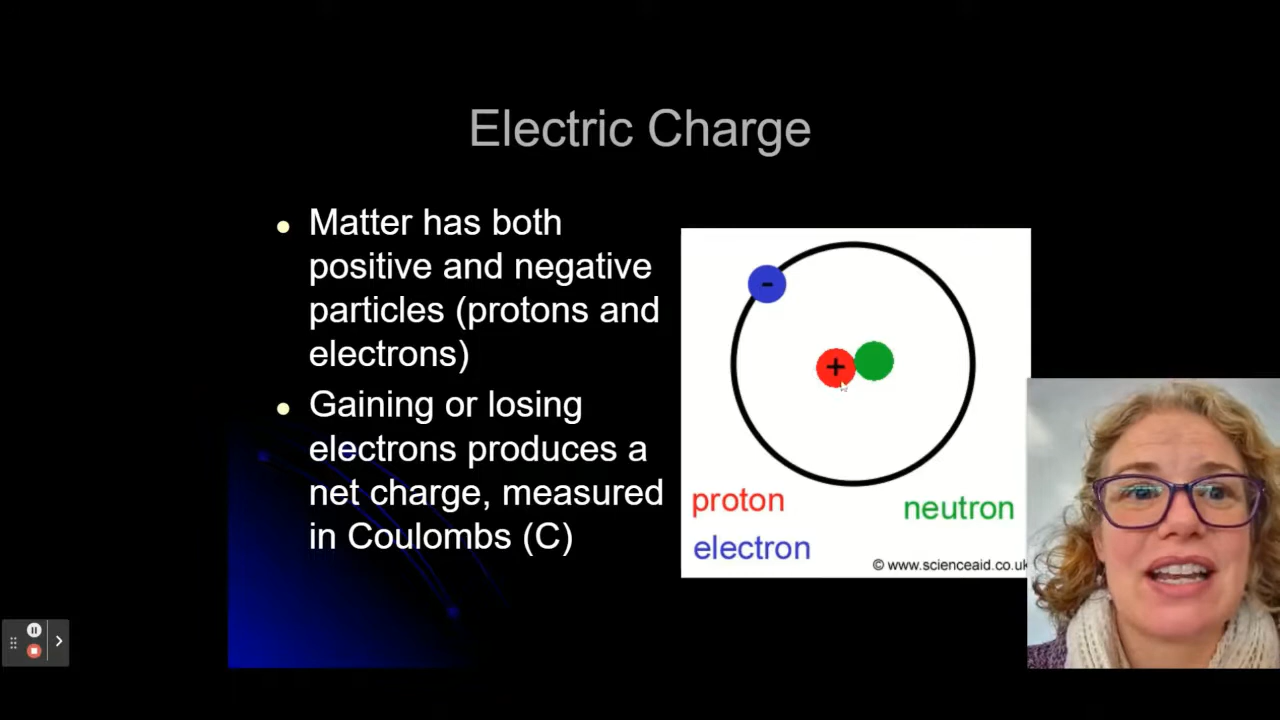 Electric Charge
Matter has both
positive and negative
particles (protons and
electrons)
Gaining or losing
electrons produces a
net charge, measured
in Coulombs (C)
-
+
proton
neutron
electron
© www.scienceaid.co.uk